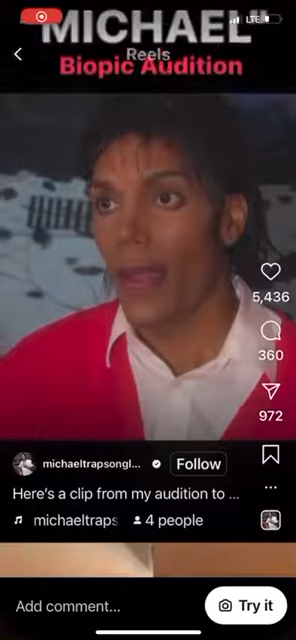 MICHAEL"
LTE
Reels
Biopic Audition
5,436
360
972
michaeltrapsongl...
Follow
Here's a clip from my audition to ...
michaeltraps
4 people
Add comment...
Try it